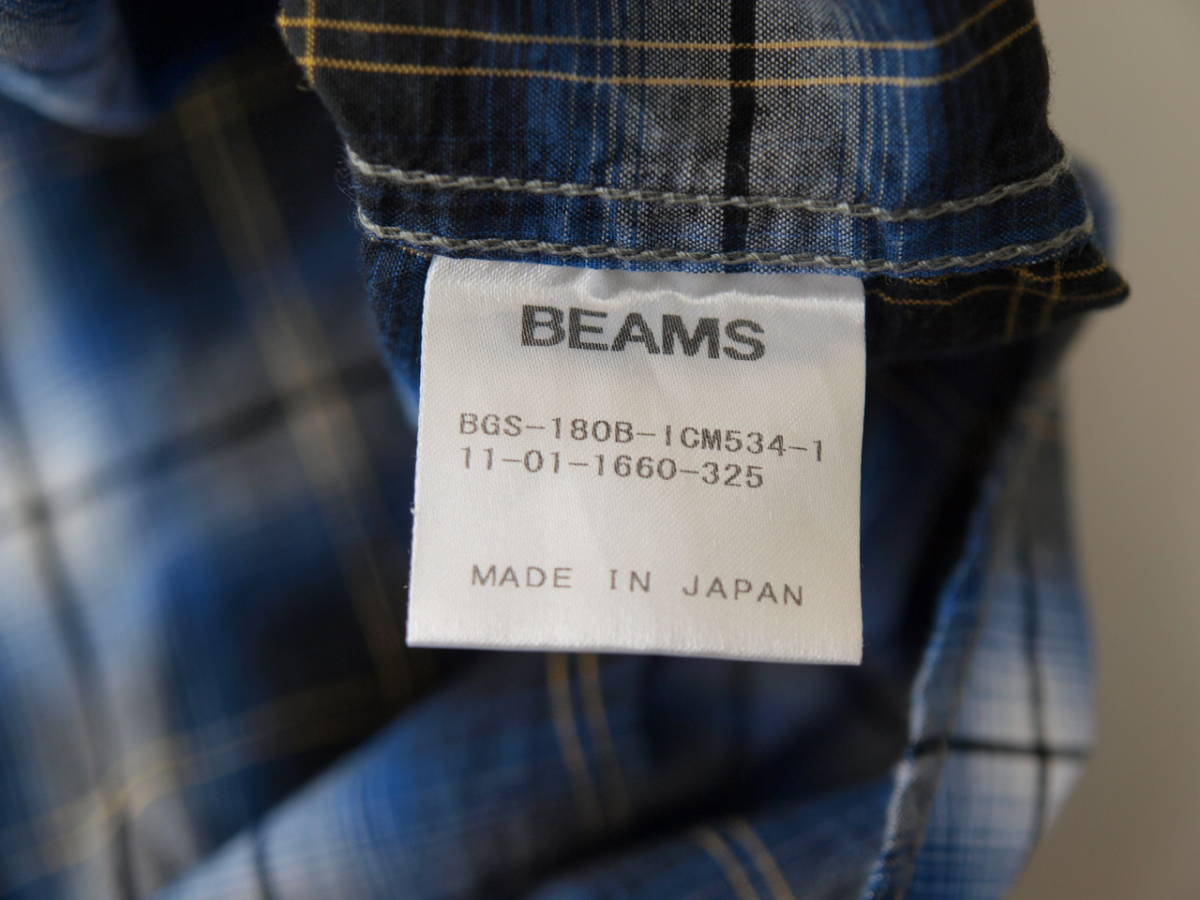 BEAMS
BGS-180B-ICM534-1
11-01-1660-325
MADE IN JAPAN